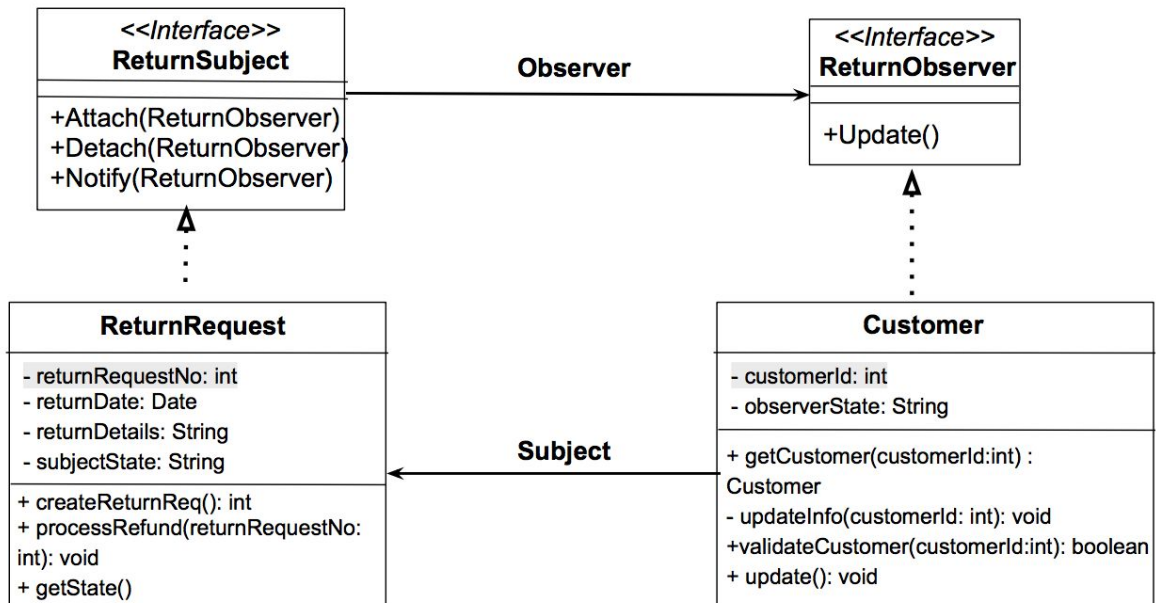 <<Interface>>
ReturnSubject
+Attach(ReturnObserver)
+Detach(ReturnObserver)
+Notify(ReturnObserver)
Observer
<<Interface>>
ReturnObserver
+Update()
ReturnRequest
- returnRequestNo: int
- returnDate: Date
- returnDetails: String
- subjectState: String
+ createReturnReq(): int
+ processRefund(returnRequestNo:
int): void
+ getState()
Subject
Customer
- customerId: int
- observerState: String
+ getCustomer(customerId:int) :
Customer
- updateInfo(customerId: int): void
+validateCustomer(customerId:int): boolean
+ update(): void